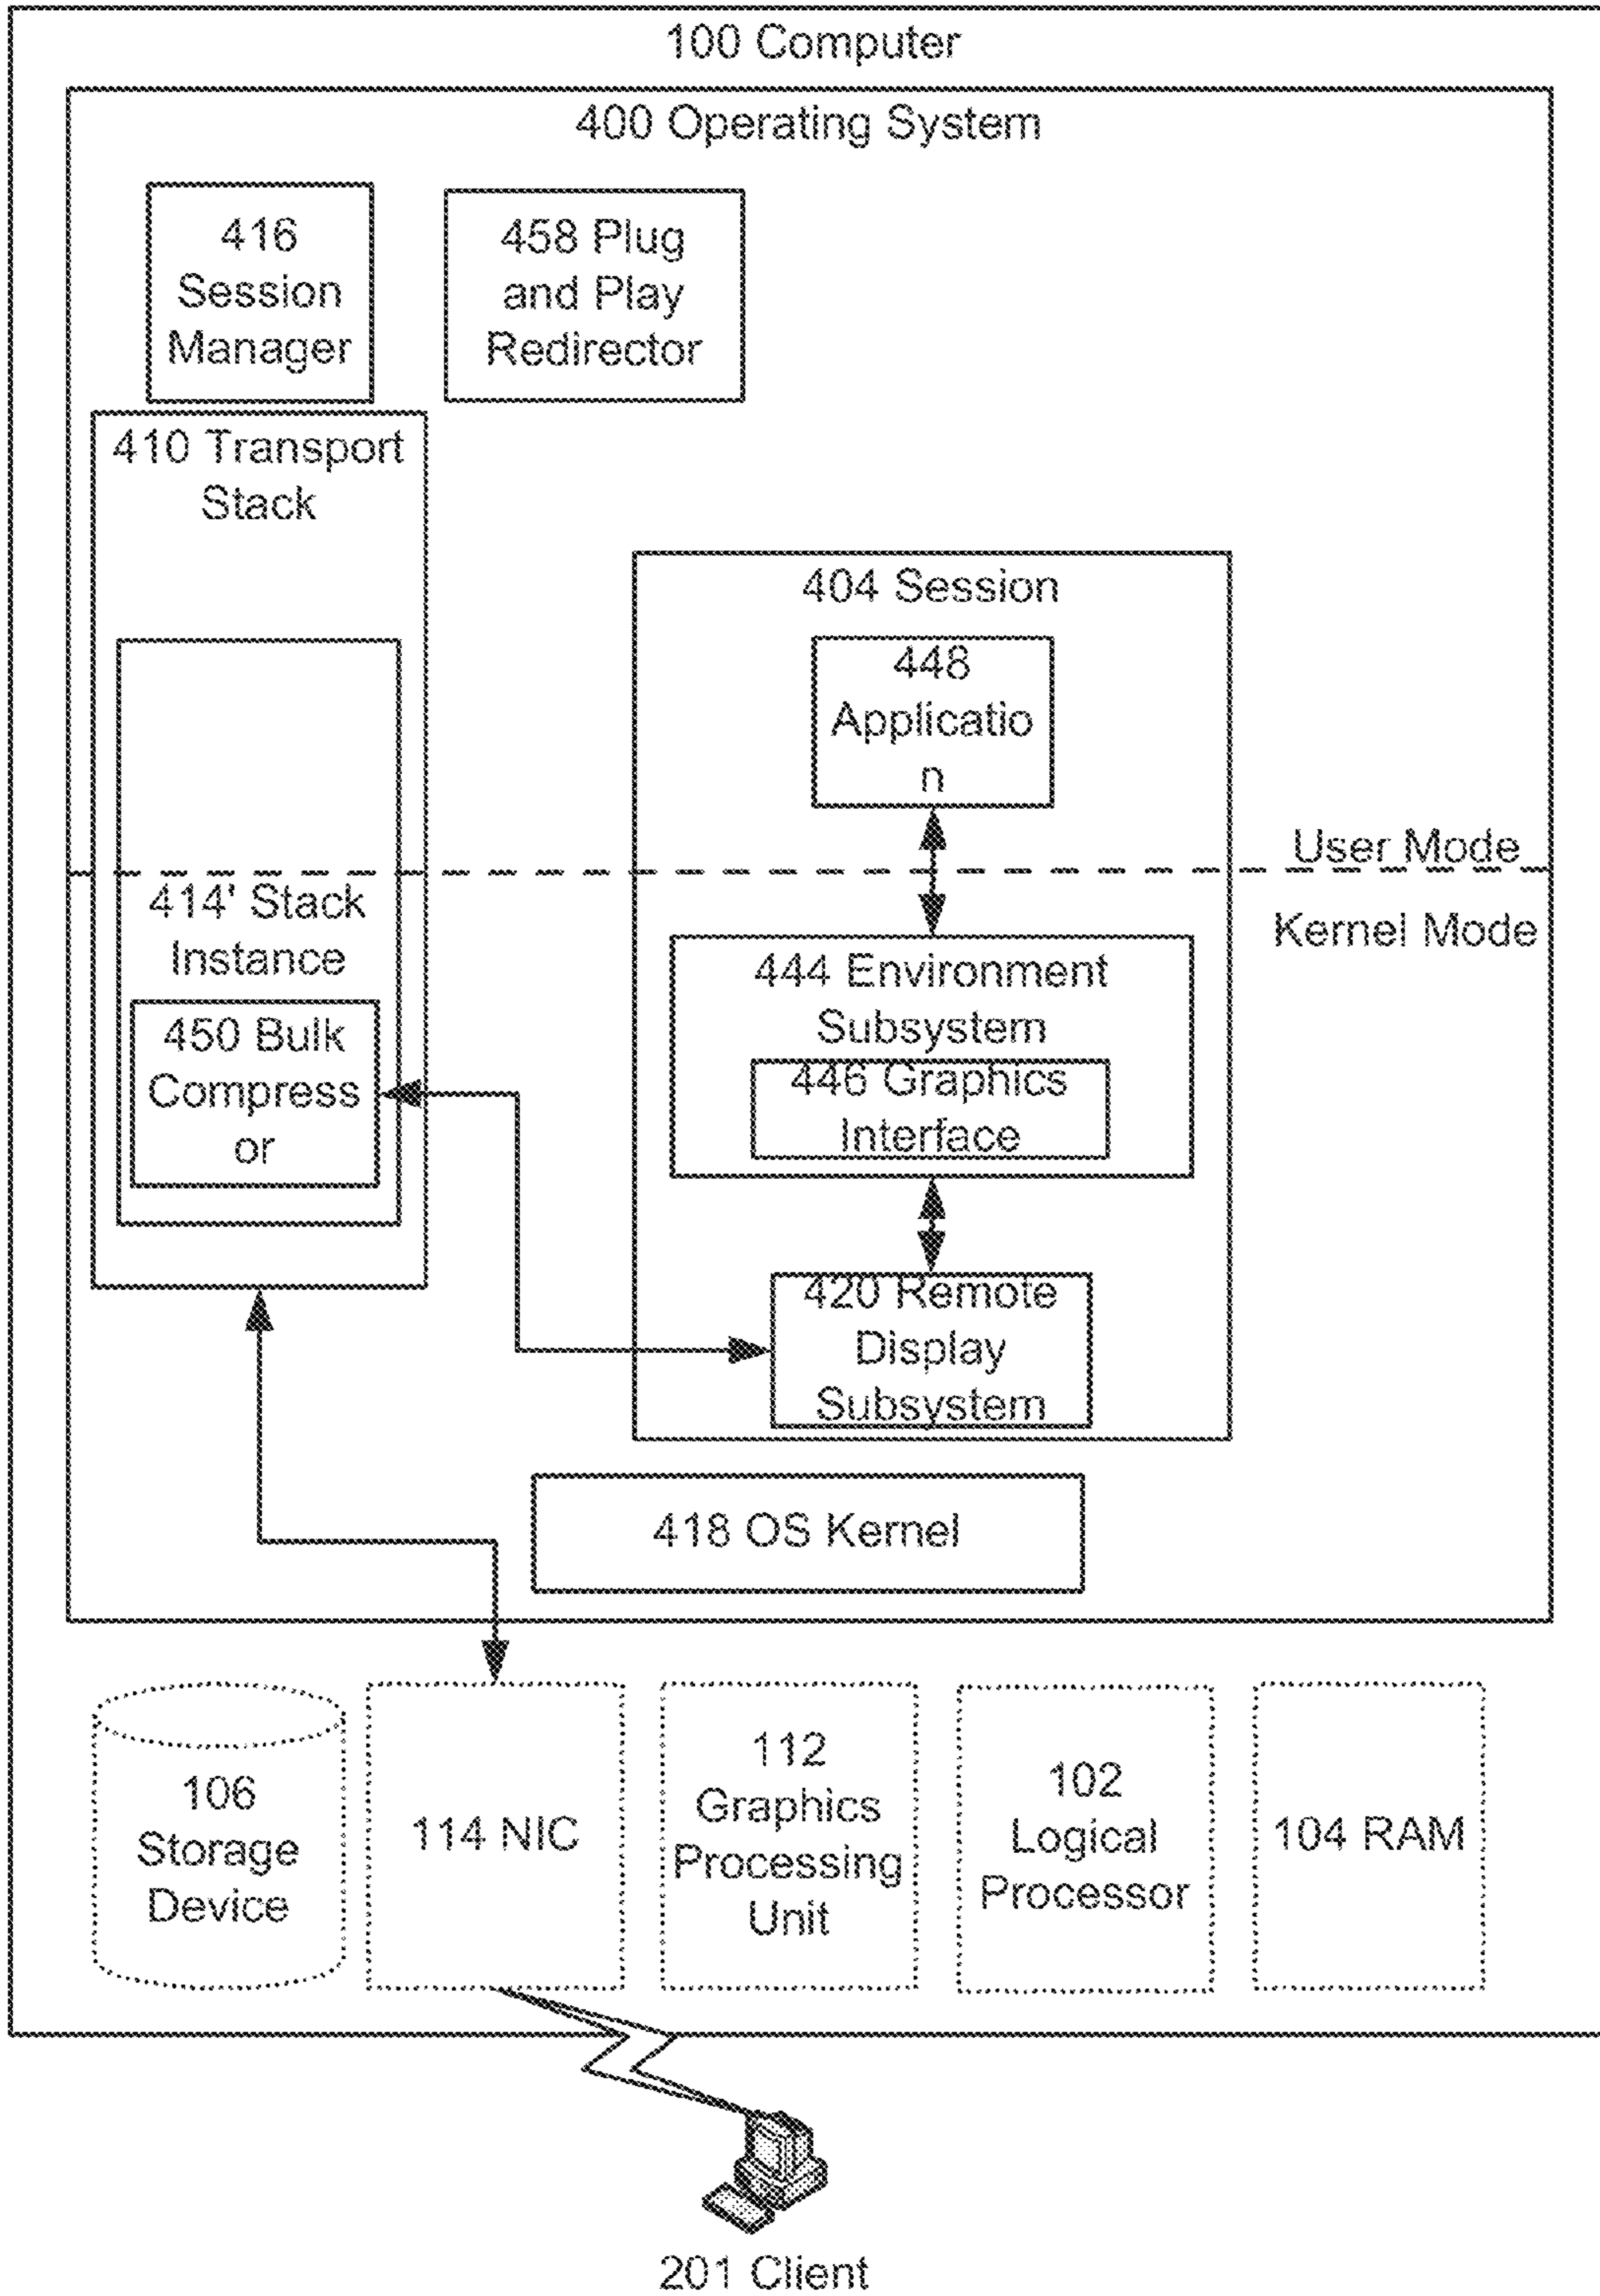 100 Computer
400 Operating System
416
Session
Manager
458 Plug
and Play
Redirector
410 Transport
Stack
404 Session
448
Applicatio
n
User Mode
Kernel Mode
414' Stack
Instance
450 Bulk
Compress
or
444 Environment
Subsystem
446 Graphics
Interface
420 Remote
Display
Subsystem
418 OS Kernel
106
Storage
Device
114 NIC
112
Graphics
Processing
Unit
102
Logical
Processor
104 RAM
201 Client